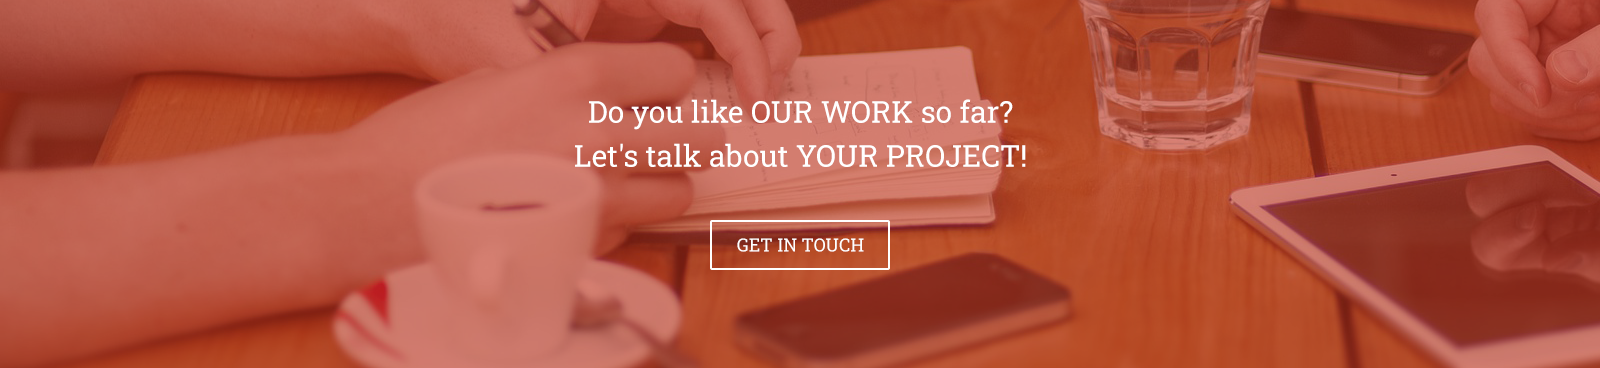 Do you like OUR WORK so far?
Let's talk about YOUR PROJECT!
GET IN TOUCH